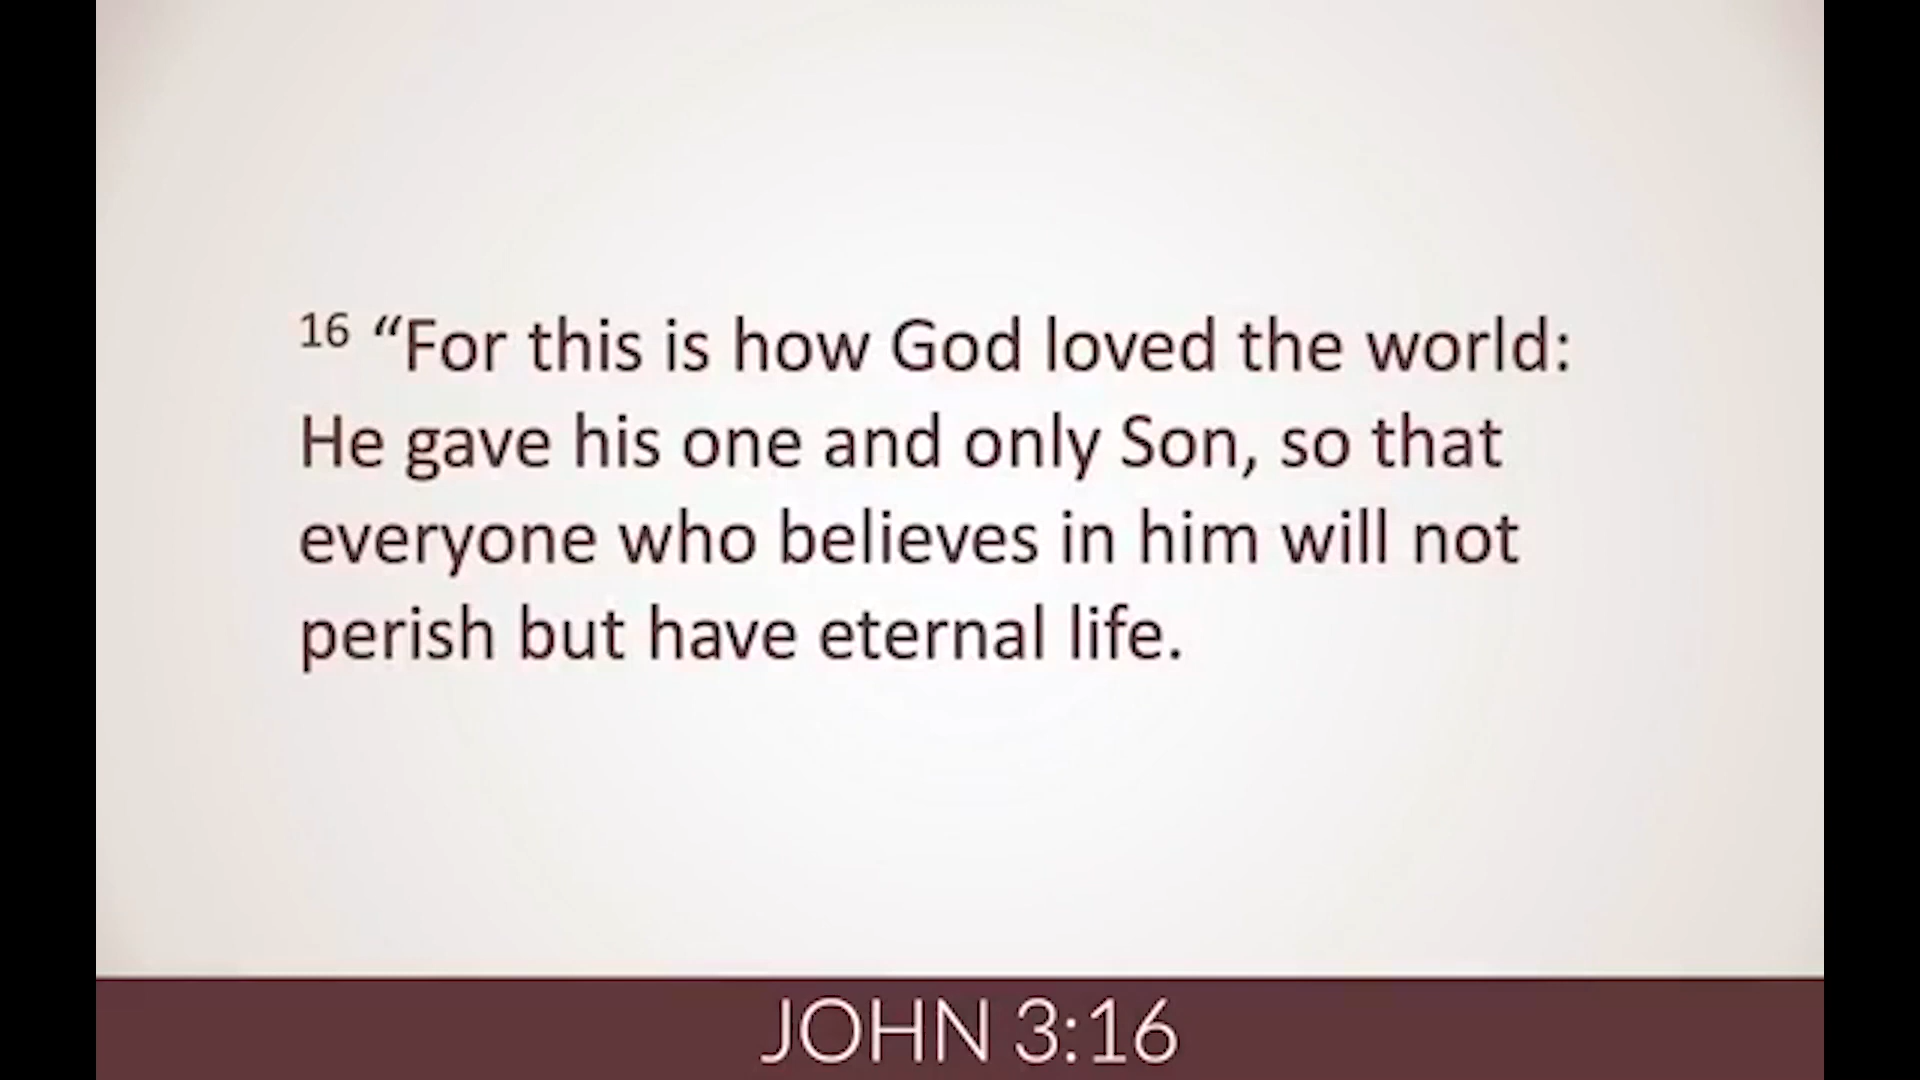 16 “For this is how God loved the world:
He gave his one and only Son, so that
everyone who believes in him will not
perish but have eternal life.
JOHN 3:16